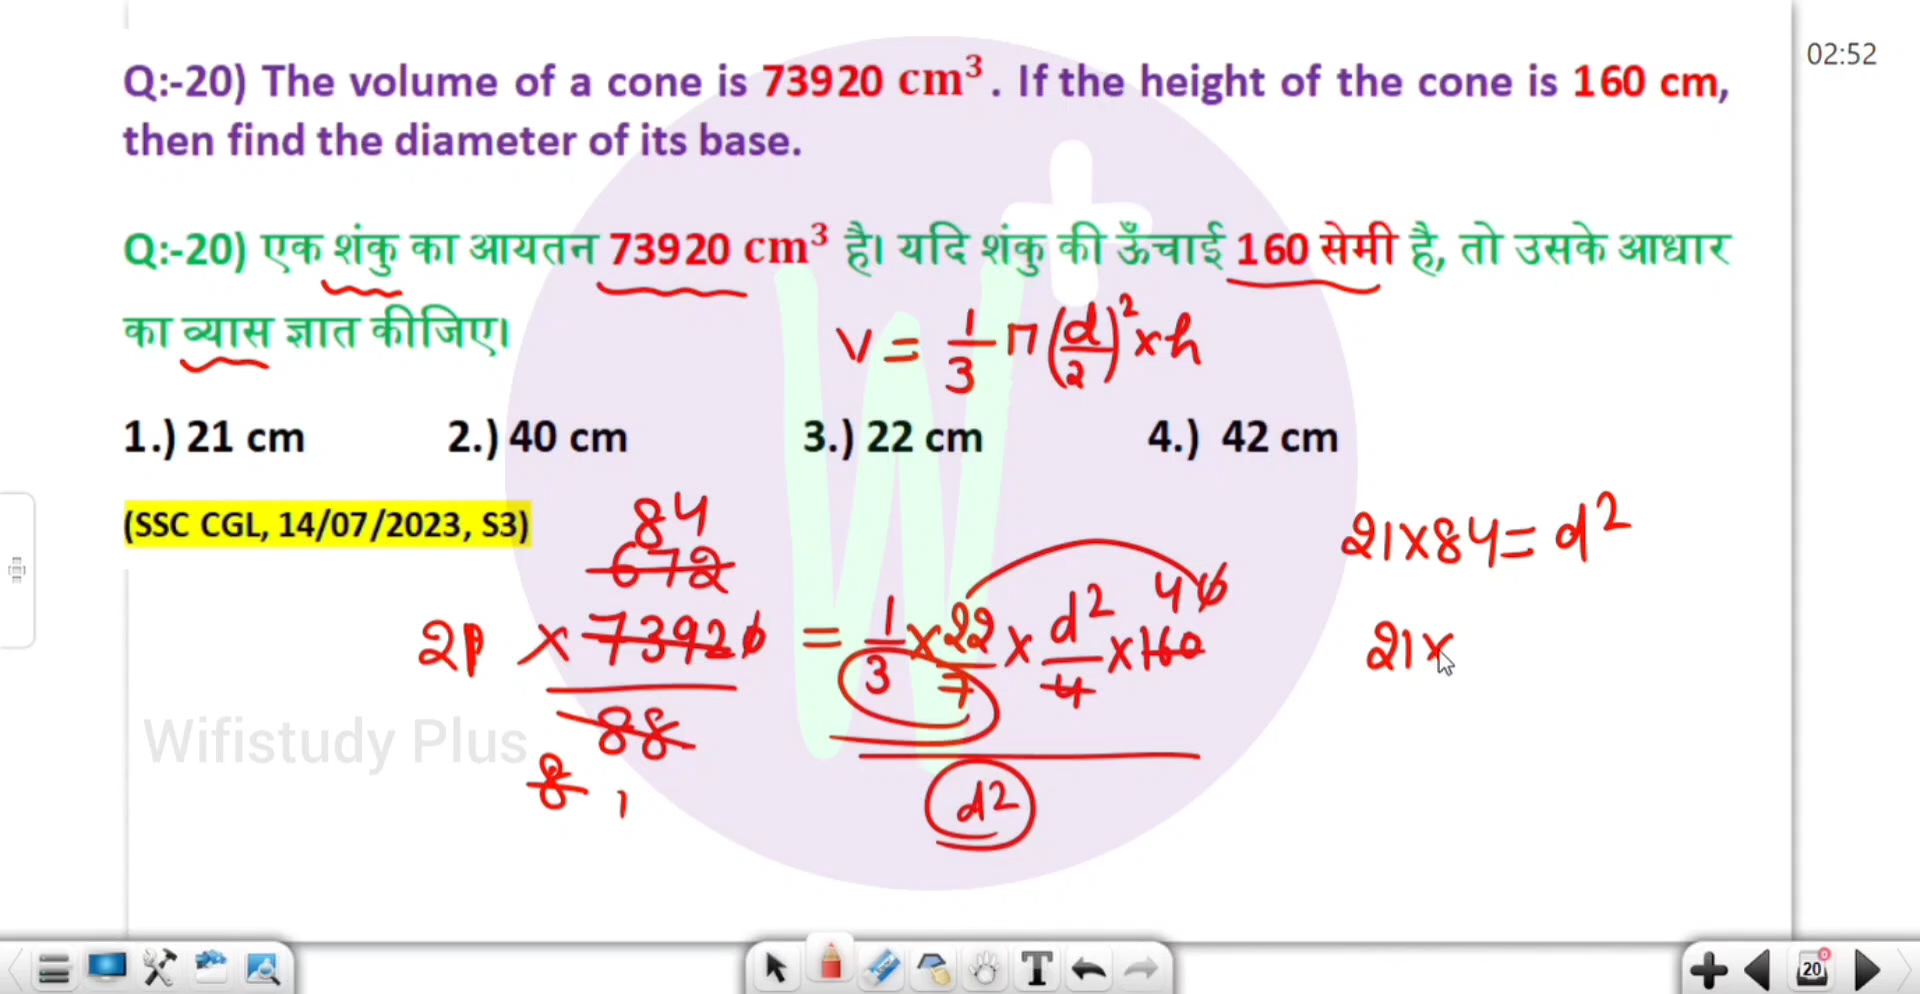 02:52
Q:-20) The volume of a cone is 73920 cm³. If the height of the cone is 160 cm,
then find the diameter of its base.
Q:-20) एक शंकु का आयतन 73920 cm³ है। यदि शंकु की ऊँचाई 160 सेमी है, तो उसके आधार
का व्यास ज्ञात कीजिए।
V = 1/3 π (d/2)² × h
1.) 21 cm 2.) 40 cm 3.) 22 cm 4.) 42 cm
(SSC CGL, 14/07/2023, S3)
84
672
21 × 73920 / 88 = 1/3 × 22/7 × d²/4 × 160
4
8 1
d²
21×84 = d²
21×
Wifistudy Plus
T
20
0